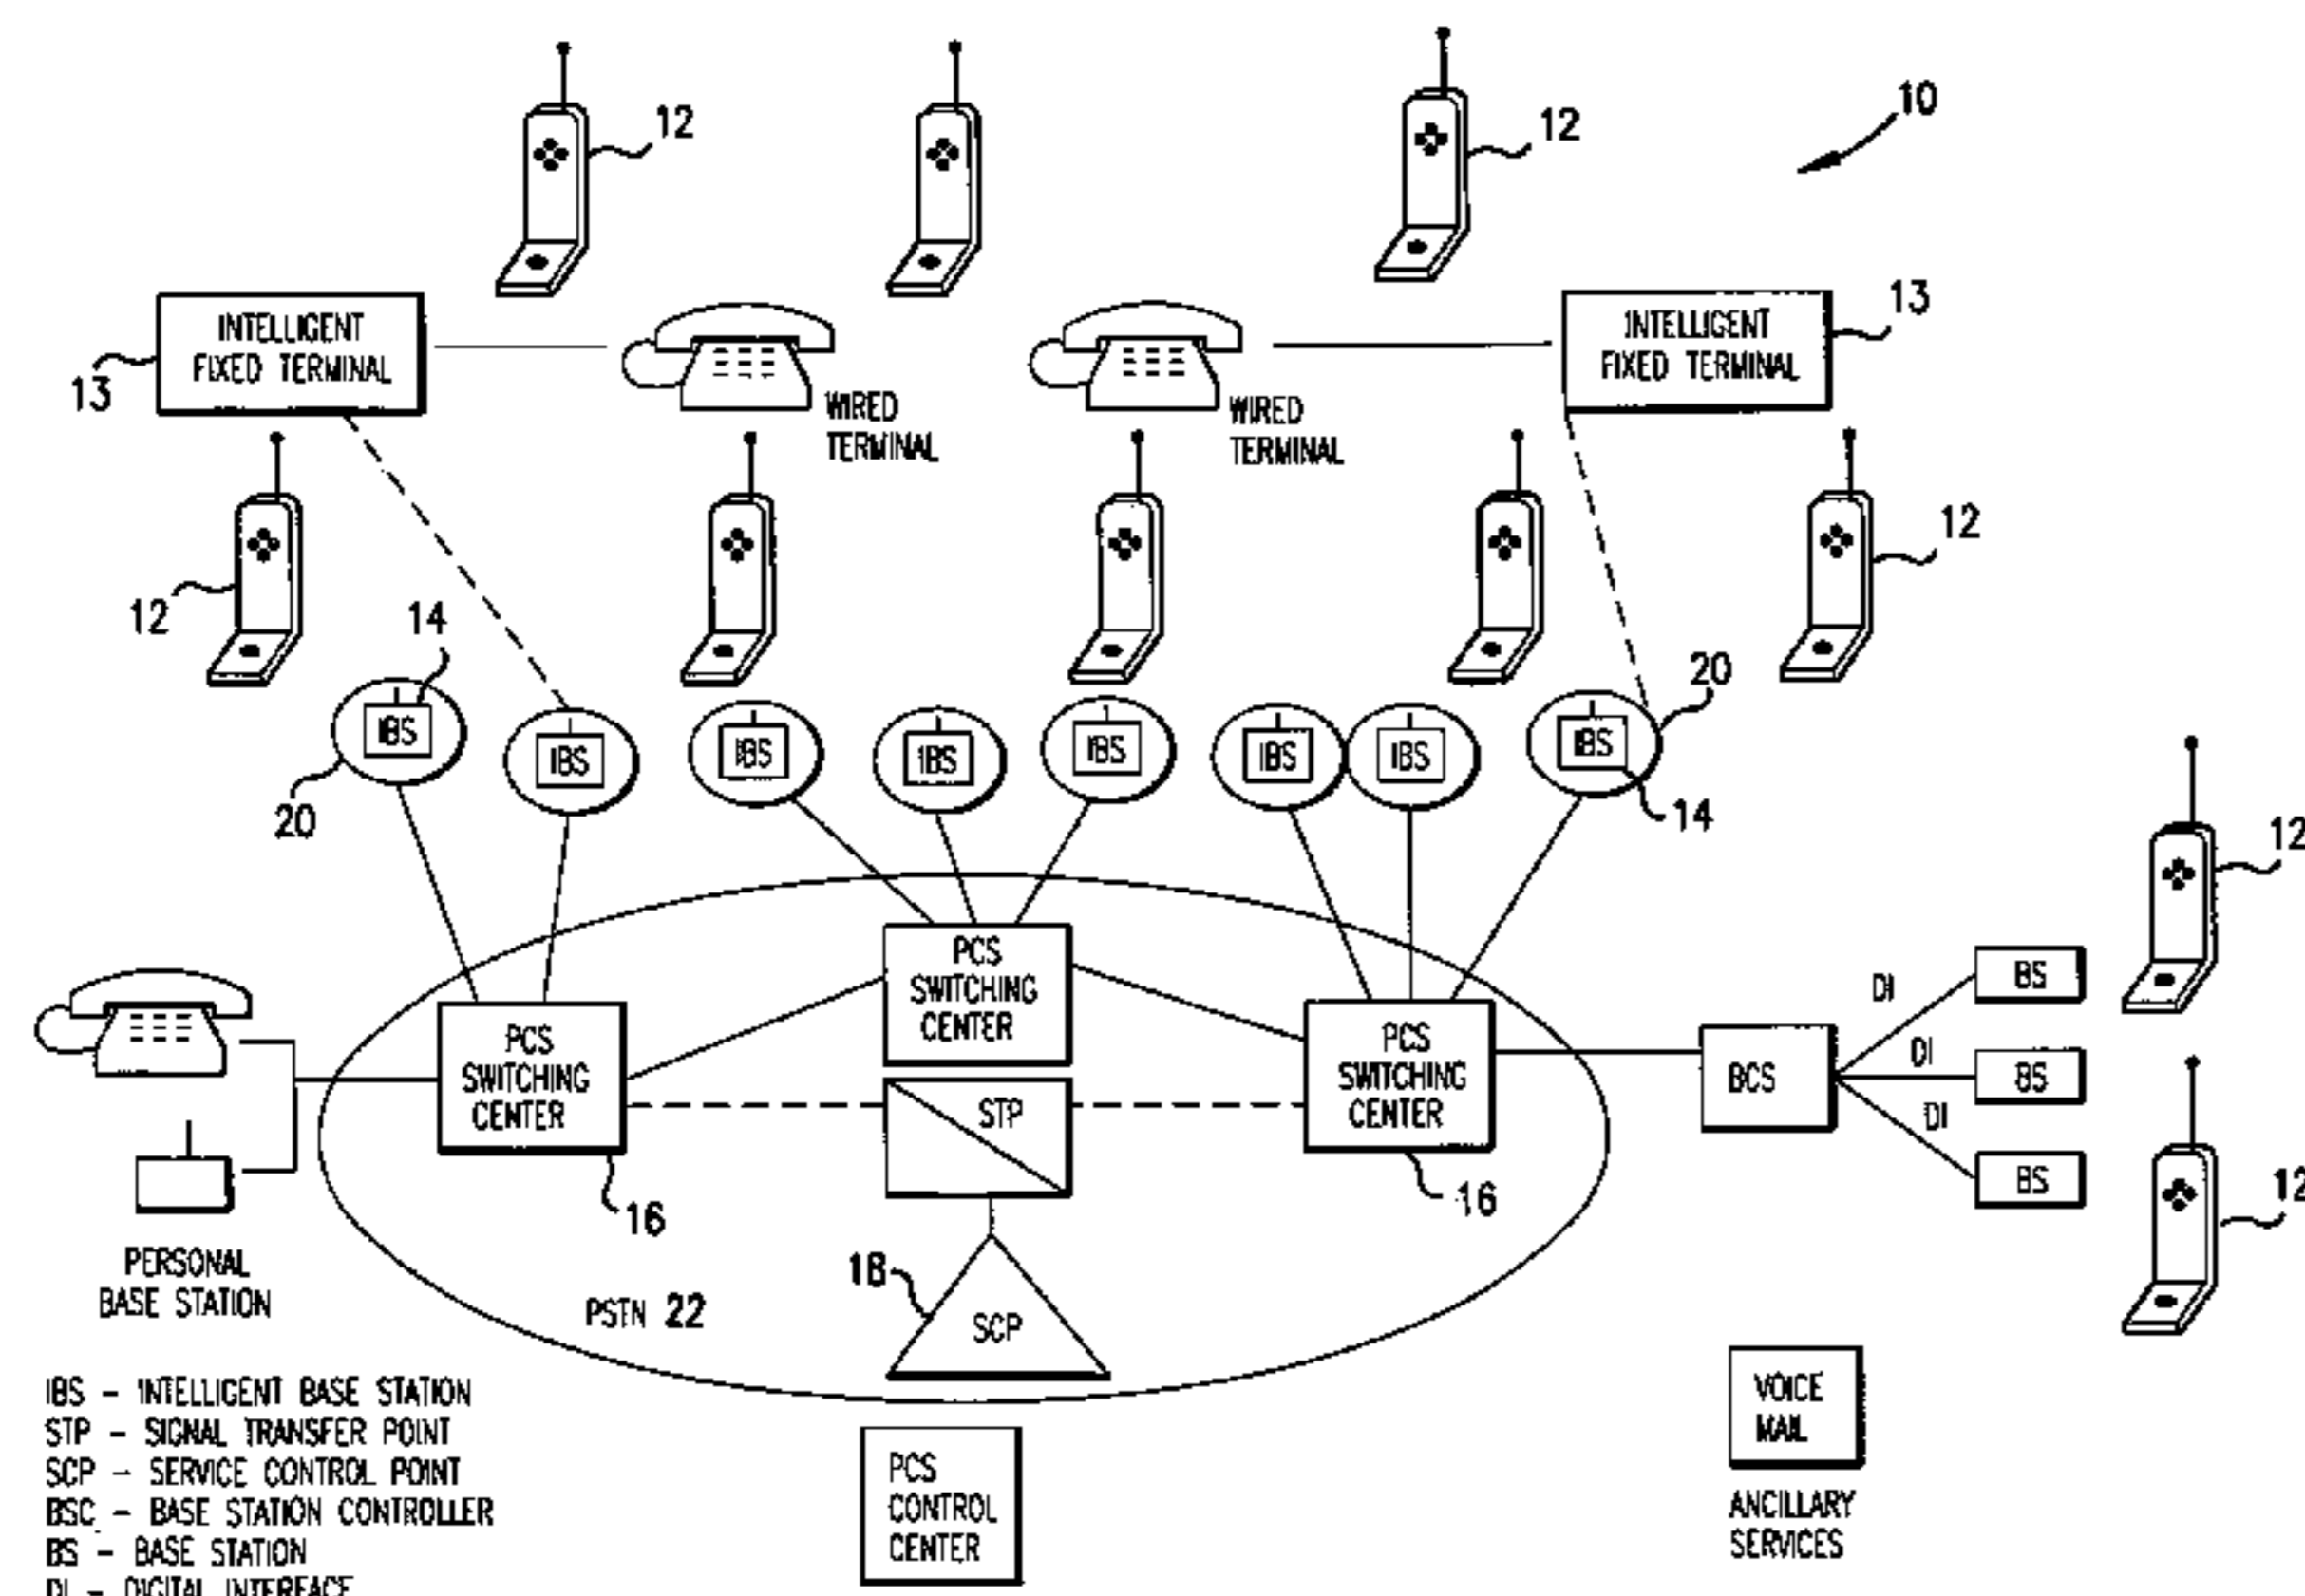 12
12
10
INTELLIGENT
FIXED TERMINAL
13
WIRED
TERMINAL
WIRED
TERMINAL
INTELLIGENT
FIXED TERMINAL
13
12
14
12
20
IBS
IBS
IBS
IBS
IBS
IBS
IBS
IBS
20
14
12
PCS
SWITCHING
CENTER
PCS
SWITCHING
CENTER
16
PCS
SWITCHING
CENTER
16
STP
18
SCP
PSTN 22
BCS
DI
DI
DI
BS
BS
BS
12
PERSONAL
BASE STATION
IBS - INTELLIGENT BASE STATION
STP - SIGNAL TRANSFER POINT
SCP - SERVICE CONTROL POINT
BSC - BASE STATION CONTROLLER
BS - BASE STATION
DI - DIGITAL INTERFACE
PCS
CONTROL
CENTER
VOICE
MAIL
ANCILLARY
SERVICES